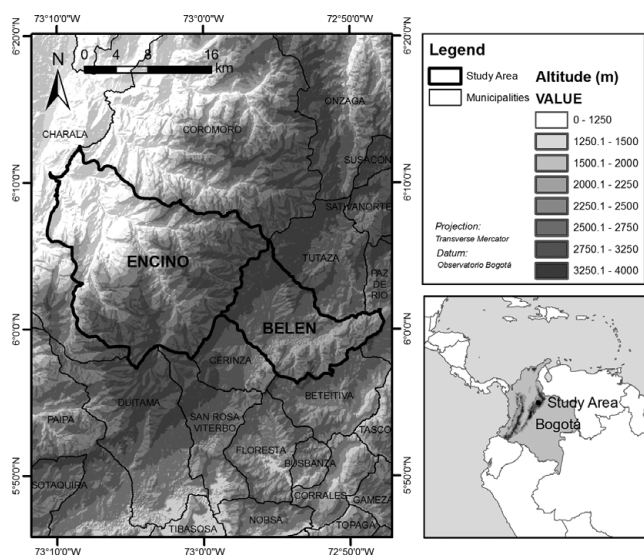 73°10'0"W 73°0'0"W 72°50'0"W
6°20'0"N
N
0 4 8 16
km
ONZAGA
CHARALA
COROMORO
SUSACON
6°10'0"N
SATIVANORTE
ENCINO
TUTAZA
PAZ
DE
RIO
BELEN
6°0'0"N
CERINZA
DUITAMA
BETEITIVA
SAN ROSA
VITERBO
PAIPA
TASCO
FLORESTA
BUSBANZA
5°50'0"N
SOTAQUIRA
CORRALES
GAMEZA
NOBSA
TIBASOSA
TOPAGA
73°10'0"W 73°0'0"W 72°50'0"W
6°20'0"N
6°10'0"N
6°0'0"N
5°50'0"N
Legend
Study Area
Municipalities
Altitude (m)
VALUE
0 - 1250
1250.1 - 1500
1500.1 - 2000
2000.1 - 2250
2250.1 - 2500
2500.1 - 2750
2750.1 - 3250
3250.1 - 4000
Projection:
Transverse Mercator
Datum:
Observatorio Bogotá
Study Area
Bogotá